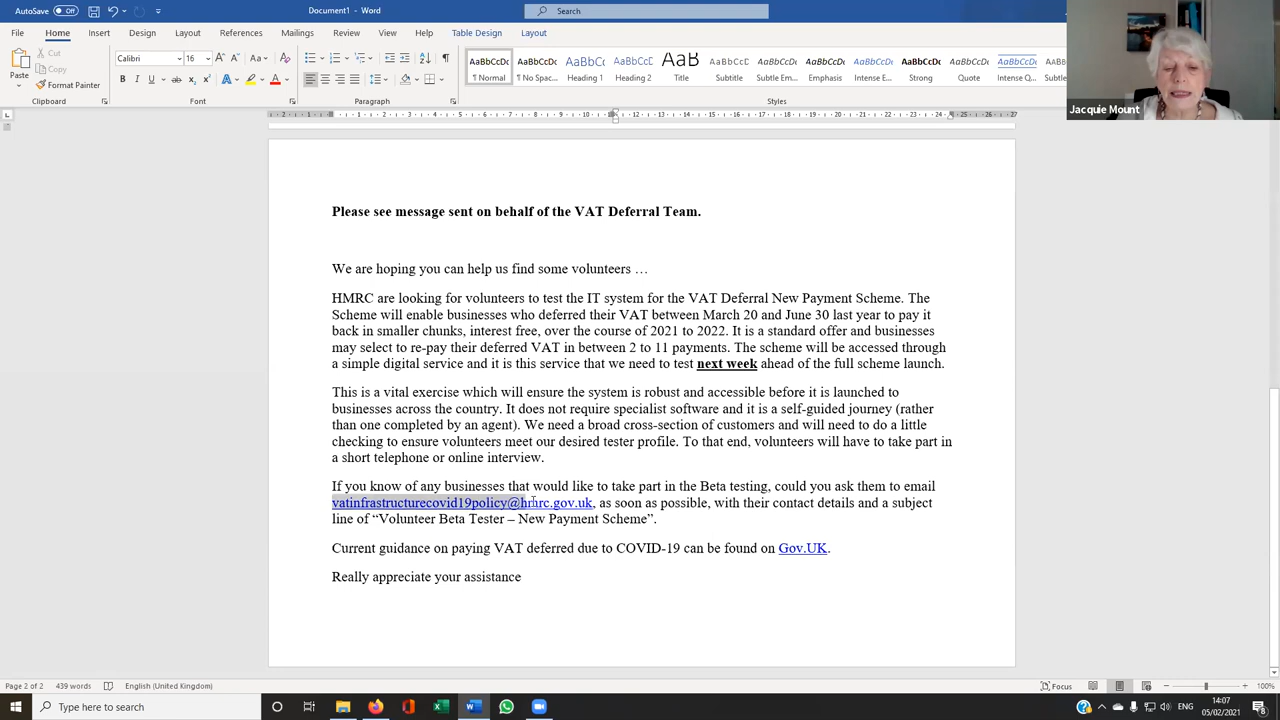 AutoSave Off Document1 - Word Search
File Home Insert Design Layout References Mailings Review View Help Table Design Layout
Paste Cut Copy Format Painter Clipboard
Calibri 16 Font Paragraph
AaBbCcDc AaBbCcDc AaBbC AaBbCcD AaB AaBbCcD AaBbCcDc AaBbCcDc AaBbCcDc AaBbCcDc AaBbCcDc AaBbCcDc
¶ Normal ¶ No Spac... Heading 1 Heading 2 Title Subtitle Subtle Em... Emphasis Intense E... Strong Quote Intense Q...
Styles
Jacquie Mount
Please see message sent on behalf of the VAT Deferral Team.
We are hoping you can help us find some volunteers …
HMRC are looking for volunteers to test the IT system for the VAT Deferral New Payment Scheme. The
Scheme will enable businesses who deferred their VAT between March 20 and June 30 last year to pay it
back in smaller chunks, interest free, over the course of 2021 to 2022. It is a standard offer and businesses
may select to re-pay their deferred VAT in between 2 to 11 payments. The scheme will be accessed through
a simple digital service and it is this service that we need to test next week ahead of the full scheme launch.
This is a vital exercise which will ensure the system is robust and accessible before it is launched to
businesses across the country. It does not require specialist software and it is a self-guided journey (rather
than one completed by an agent). We need a broad cross-section of customers and will need to do a little
checking to ensure volunteers meet our desired tester profile. To that end, volunteers will have to take part in
a short telephone or online interview.
If you know of any businesses that would like to take part in the Beta testing, could you ask them to email
vatinfrastructurecovid19policy@hmrc.gov.uk, as soon as possible, with their contact details and a subject
line of “Volunteer Beta Tester – New Payment Scheme”.
Current guidance on paying VAT deferred due to COVID-19 can be found on Gov.UK.
Really appreciate your assistance
Page 2 of 2 439 words English (United Kingdom) Focus 100%
Type here to search ENG 14:07
05/02/2021